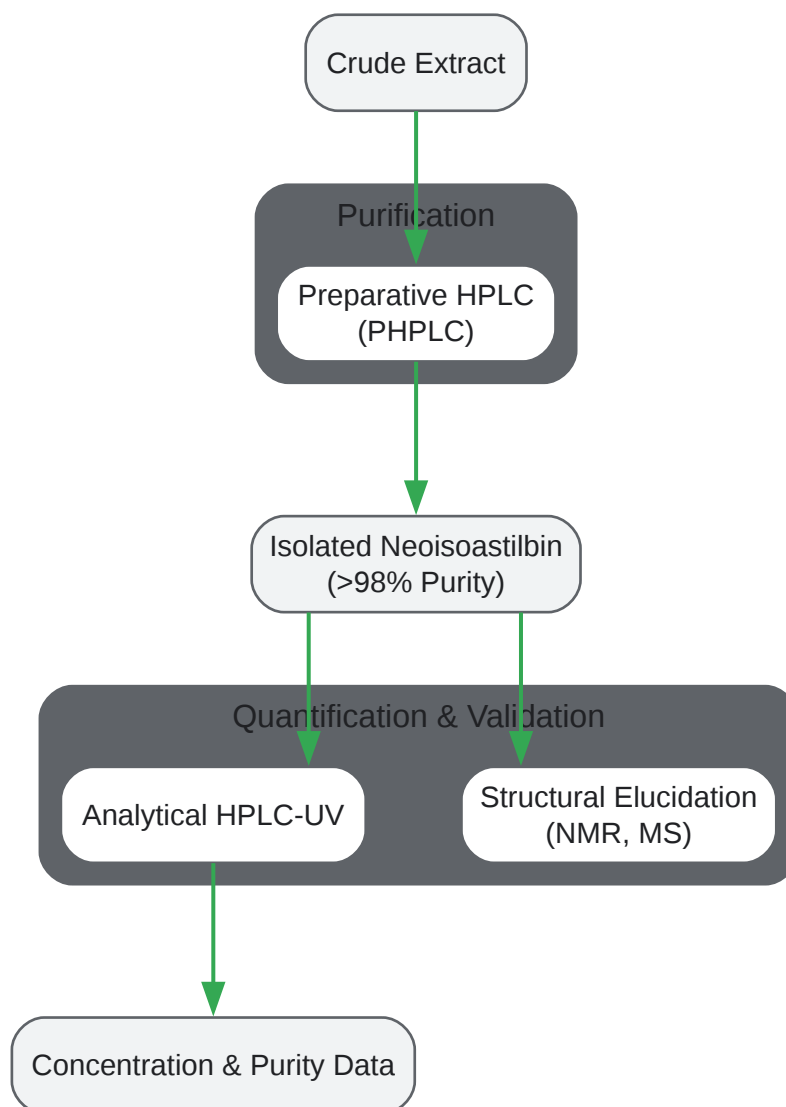 Crude Extract
Purification
Preparative HPLC
(PHPLC)
Isolated Neoisoastilbin
(>98% Purity)
Quantification & Validation
Analytical HPLC-UV
Structural Elucidation
(NMR, MS)
Concentration & Purity Data